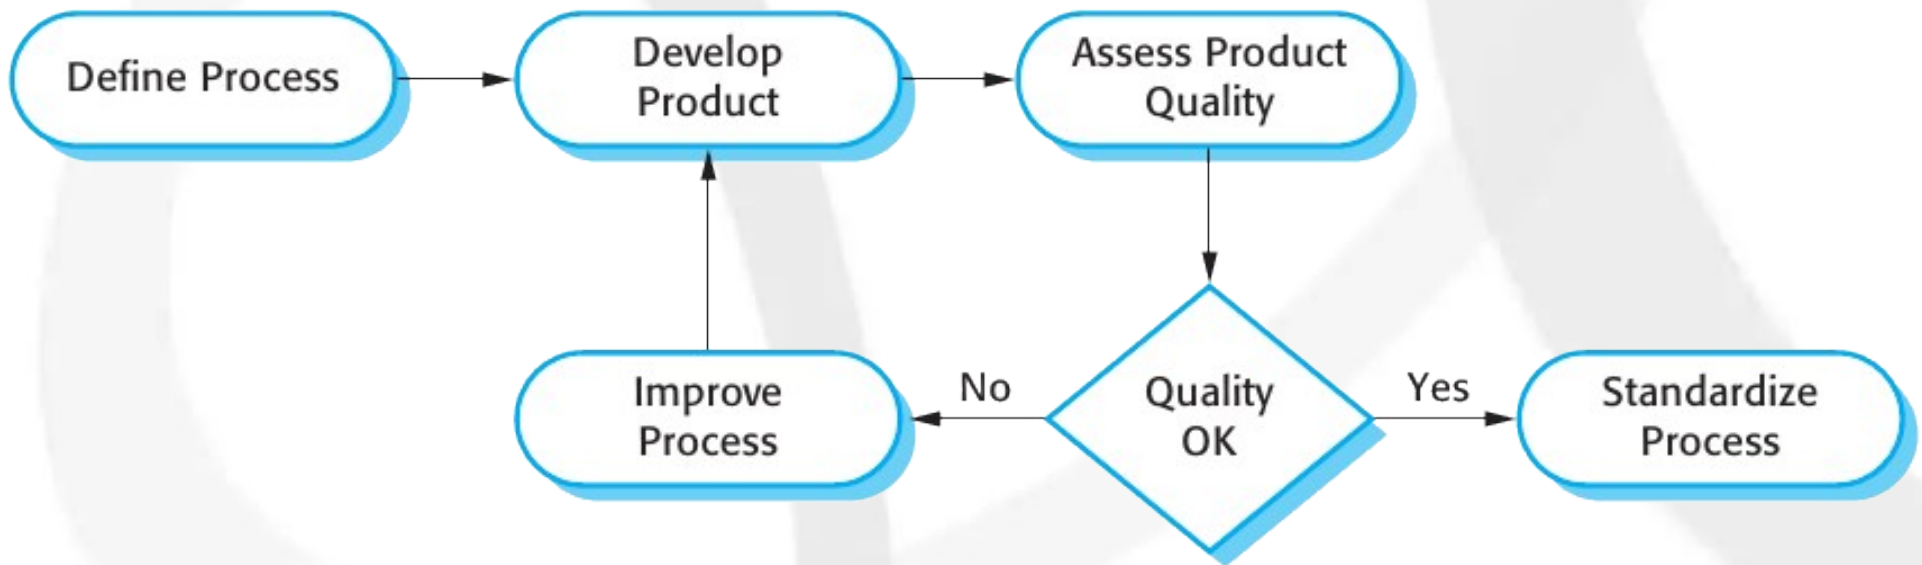 Define Process
Develop
Product
Assess Product
Quality
Improve
Process
No
Quality
OK
Yes
Standardize
Process